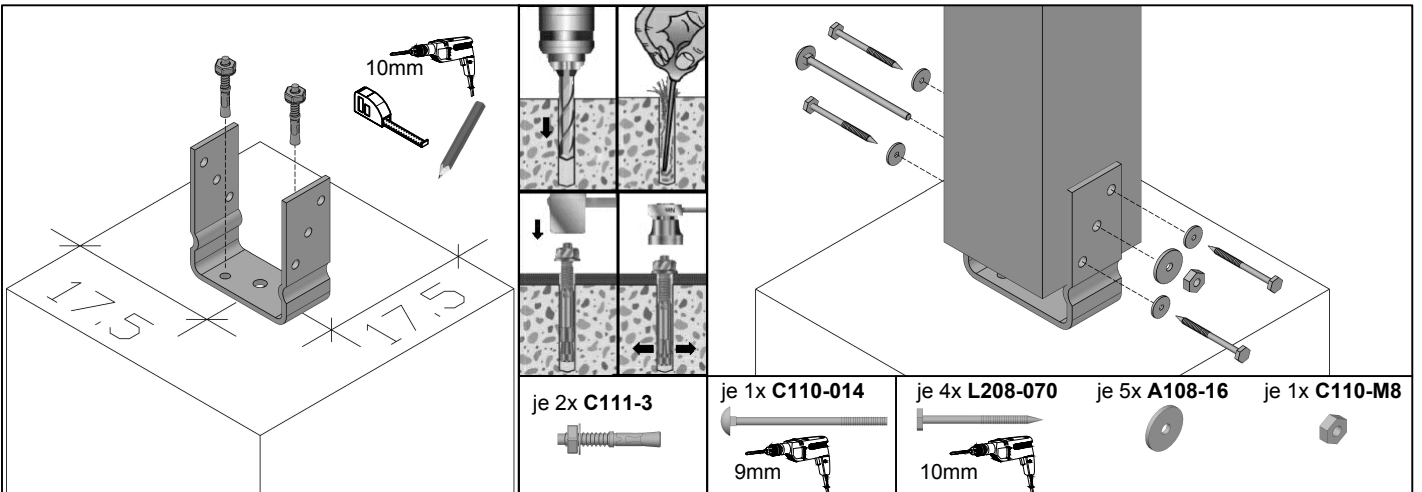 10mm
17.5
17.5
je 2x C111-3
je 1x C110-014
9mm
je 4x L208-070
10mm
je 5x A108-16
je 1x C110-M8